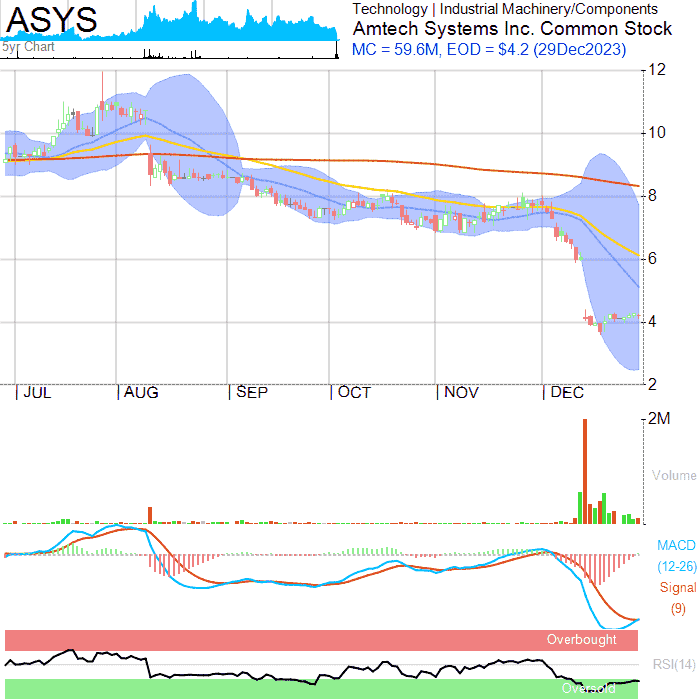 ASYS
5yr Chart
Technology | Industrial Machinery/Components
Amtech Systems Inc. Common Stock
MC = 59.6M, EOD = $4.2 (29Dec2023)
12
10
8
6
4
2
|JUL |AUG |SEP |OCT |NOV |DEC
2M
Volume
MACD
(12-26)
Signal
(9)
Overbought
RSI(14)
Oversold